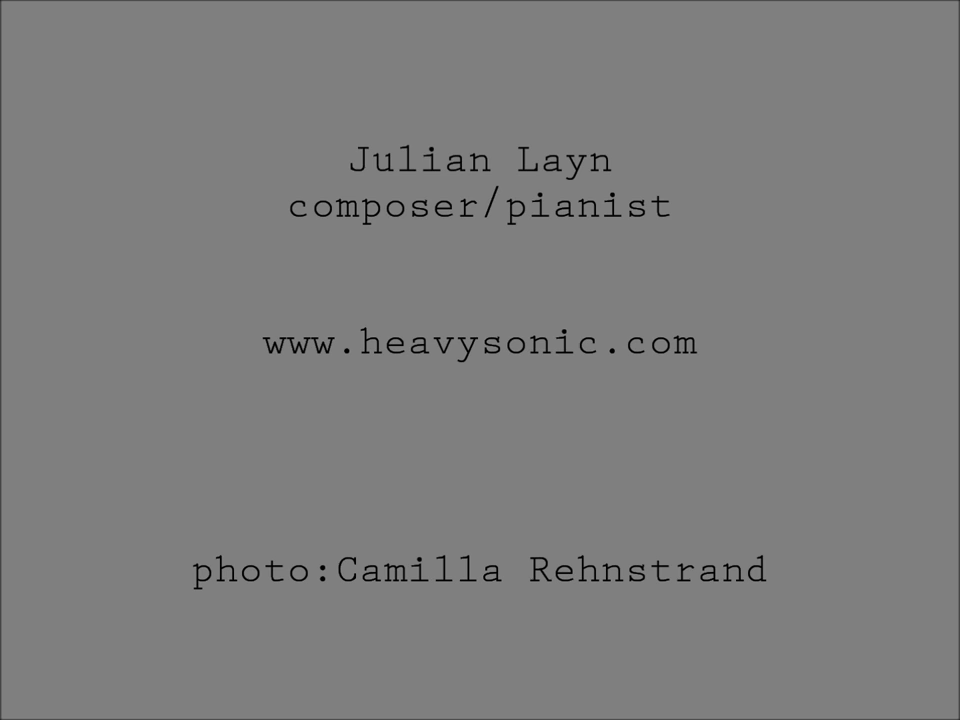 Julian Layn
composer/pianist
www.heavysonic.com
photo:Camilla Rehnstrand